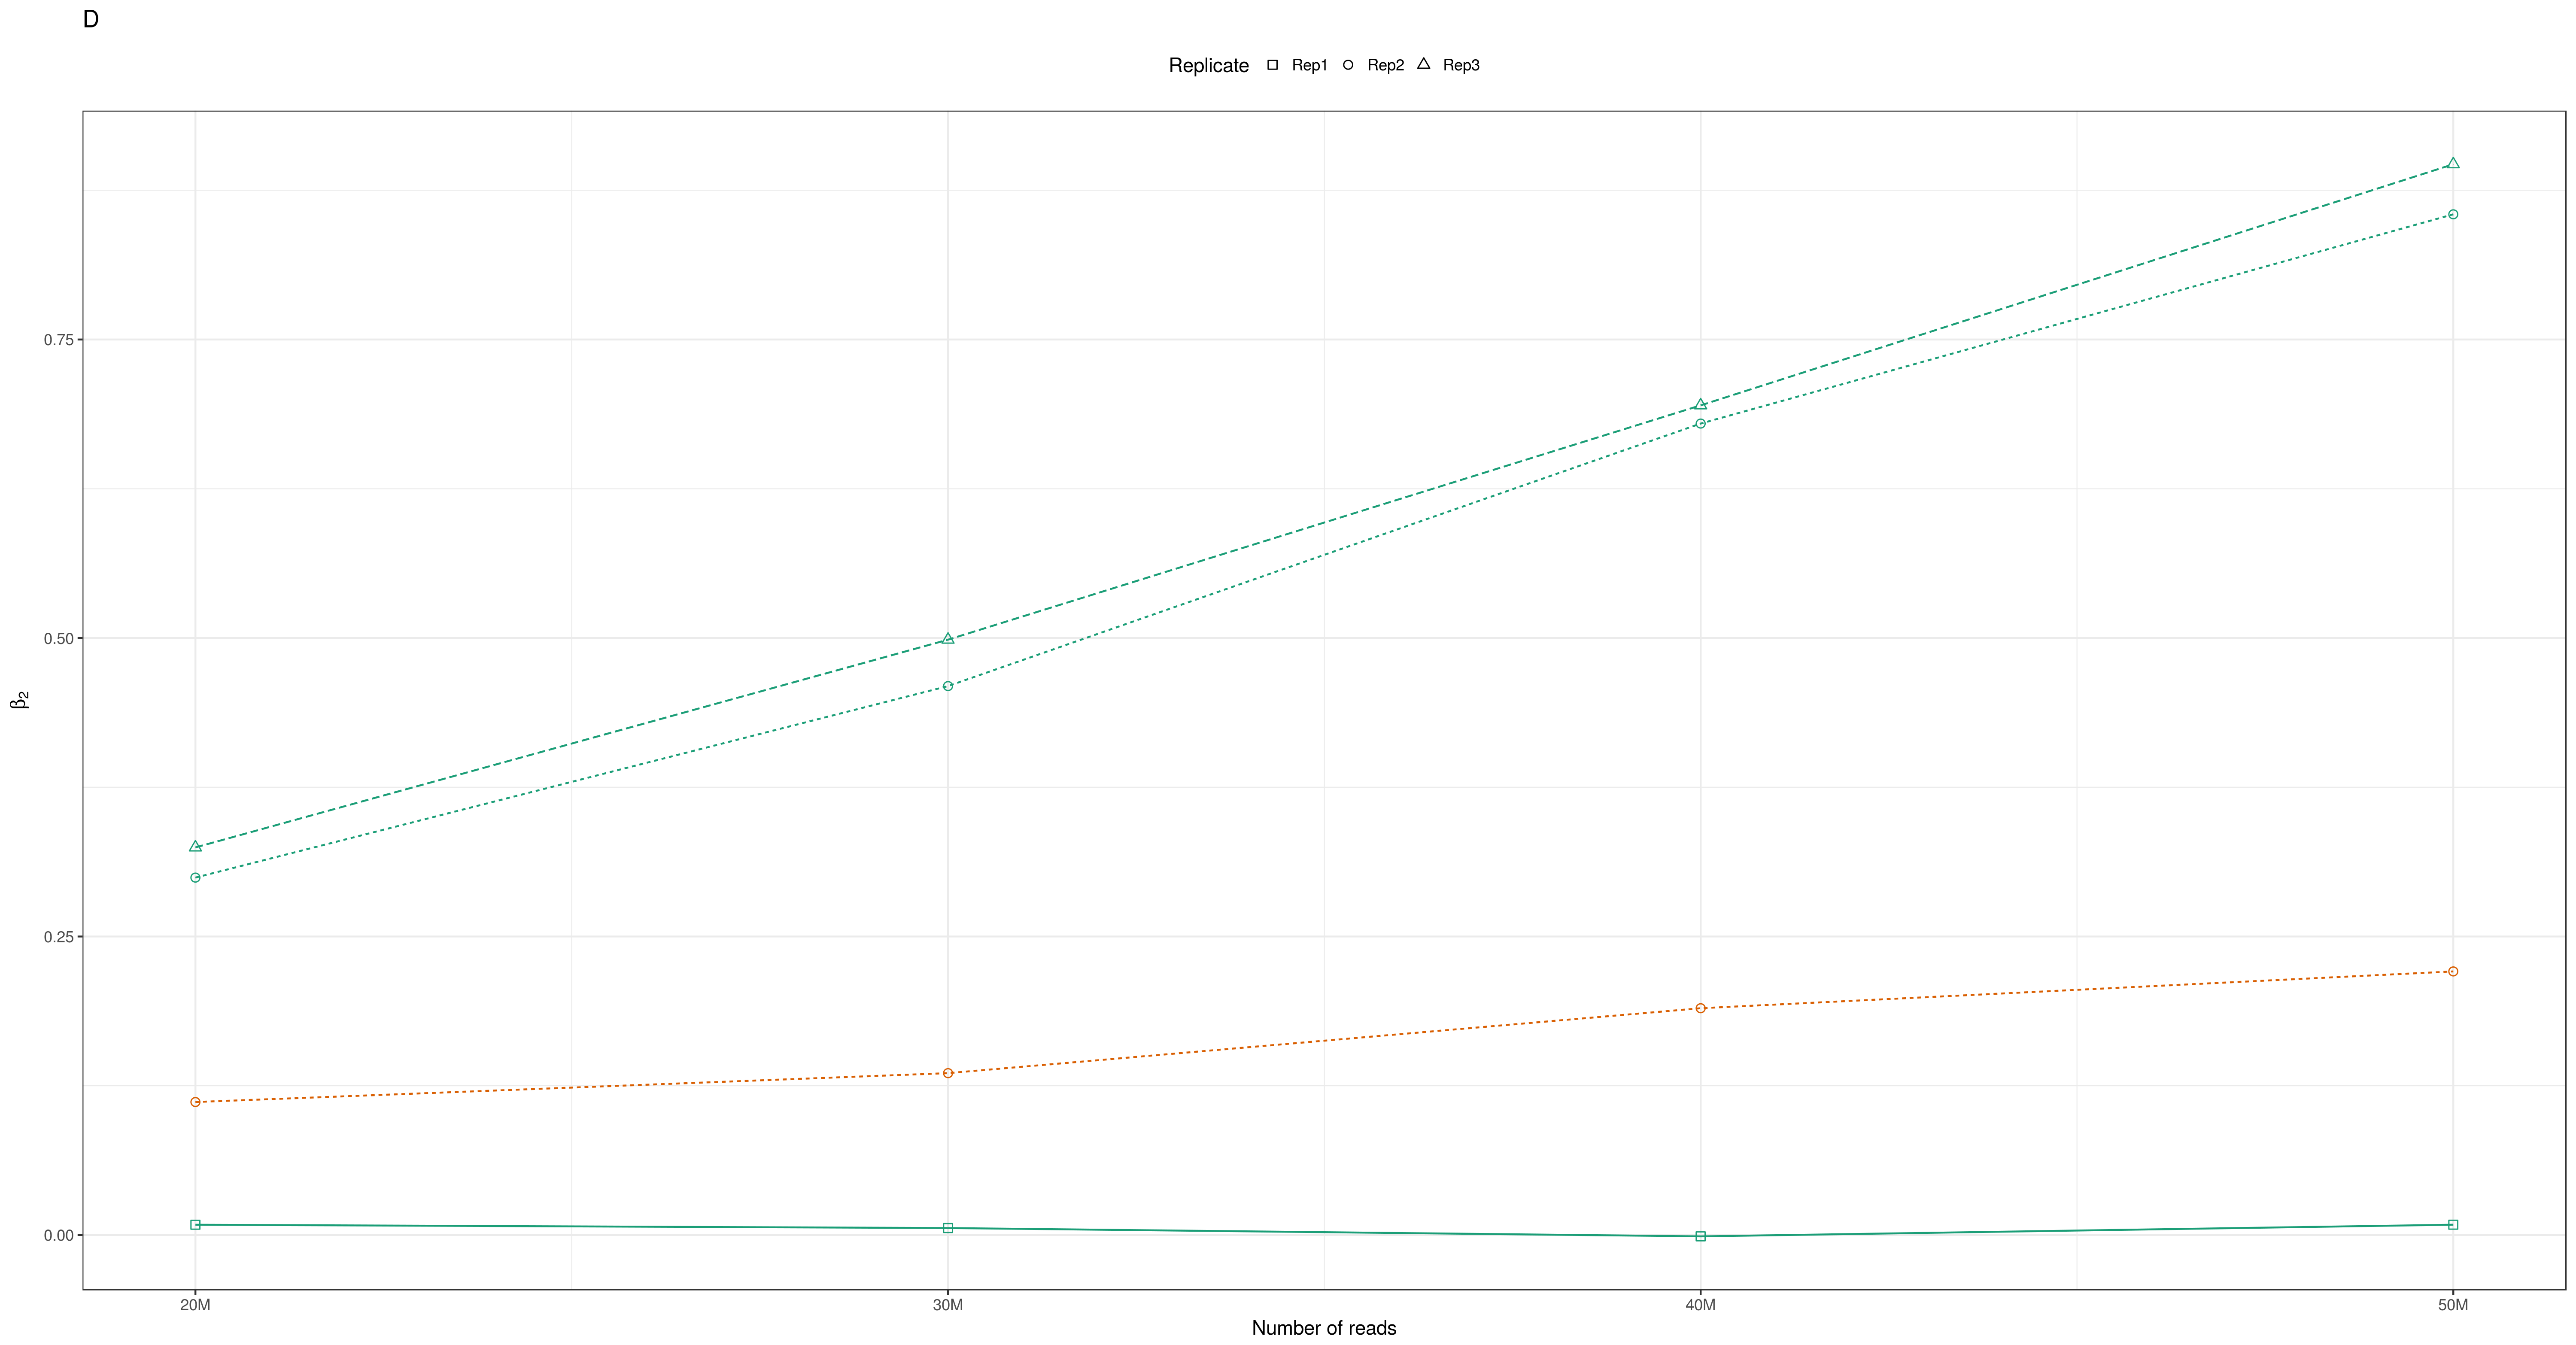 D
Replicate Rep1 Rep2 Rep3
0.75
0.50
β2
0.25
0.00
20M 30M 40M 50M
Number of reads